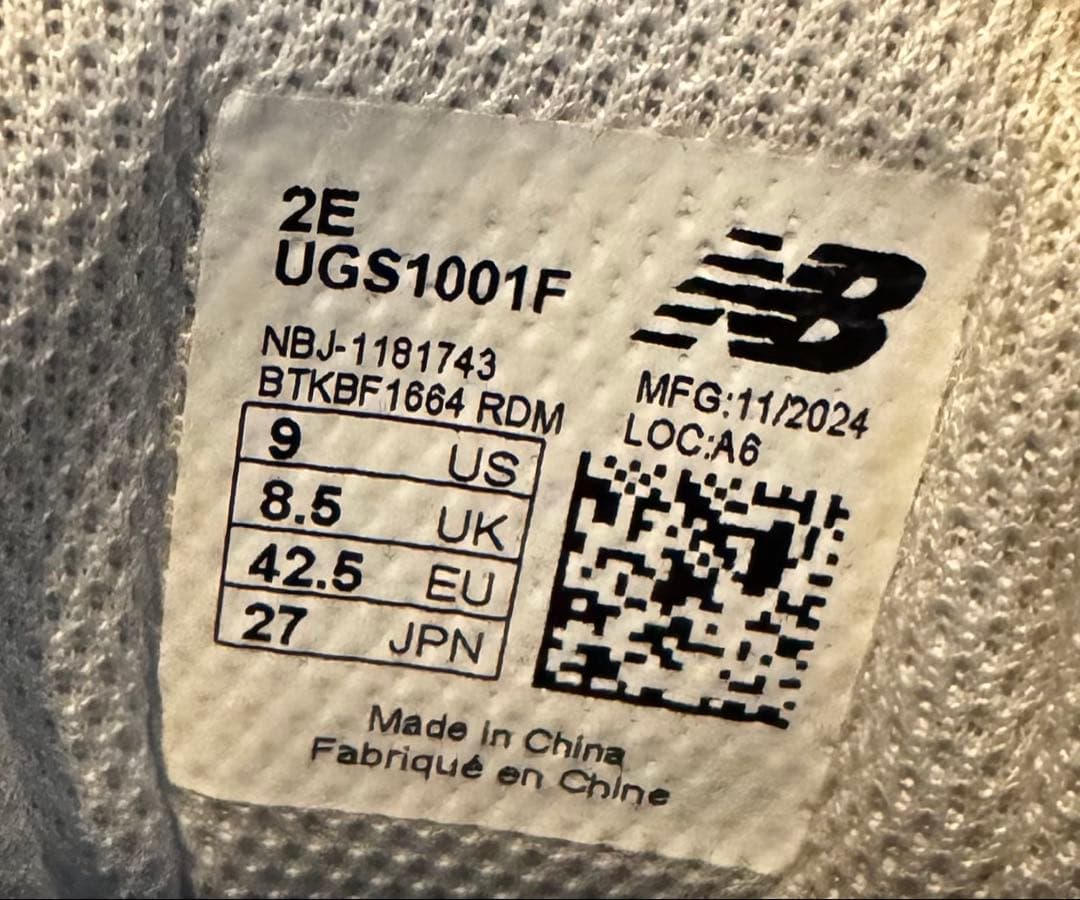 2E
UGS1001F
NB
NBJ-1181743
BTKBF1664 RDM
MFG:11/2024
LOC:A6
9 US
8.5 UK
42.5 EU
27 JPN
Made in China
Fabriqué en Chine